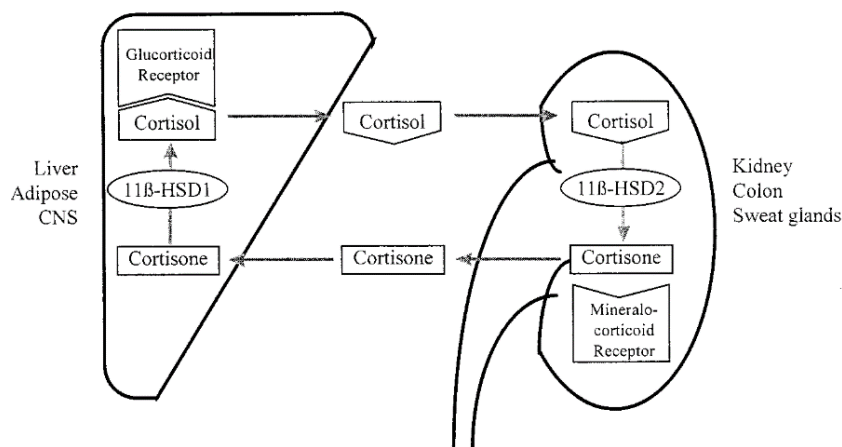 Glucorticoid
Receptor
Cortisol
Cortisol
Cortisol
Liver
Adipose
CNS
11ß-HSD1
11ß-HSD2
Kidney
Colon
Sweat glands
Cortisone
Cortisone
Cortisone
Mineralo-
corticoid
Receptor